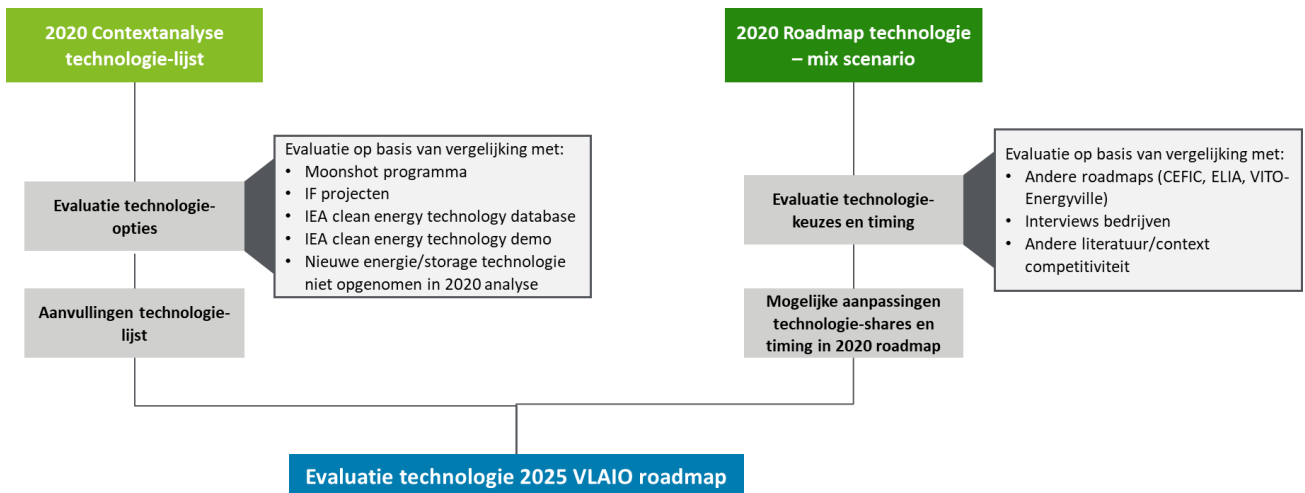 2020 Contextanalyse
technologie-lijst
Evaluatie technologie-
opties
Evaluatie op basis van vergelijking met:
• Moonshot programma
• IF projecten
• IEA clean energy technology database
• IEA clean energy technology demo
• Nieuwe energie/storage technologie
niet opgenomen in 2020 analyse
Aanvullingen technologie-
lijst
2020 Roadmap technologie
– mix scenario
Evaluatie technologie-
keuzes en timing
Evaluatie op basis van vergelijking met:
• Andere roadmaps (CEFIC, ELIA, VITO-
Energyville)
• Interviews bedrijven
• Andere literatuur/context
competitiviteit
Mogelijke aanpassingen
technologie-shares en
timing in 2020 roadmap
Evaluatie technologie 2025 VLAIO roadmap